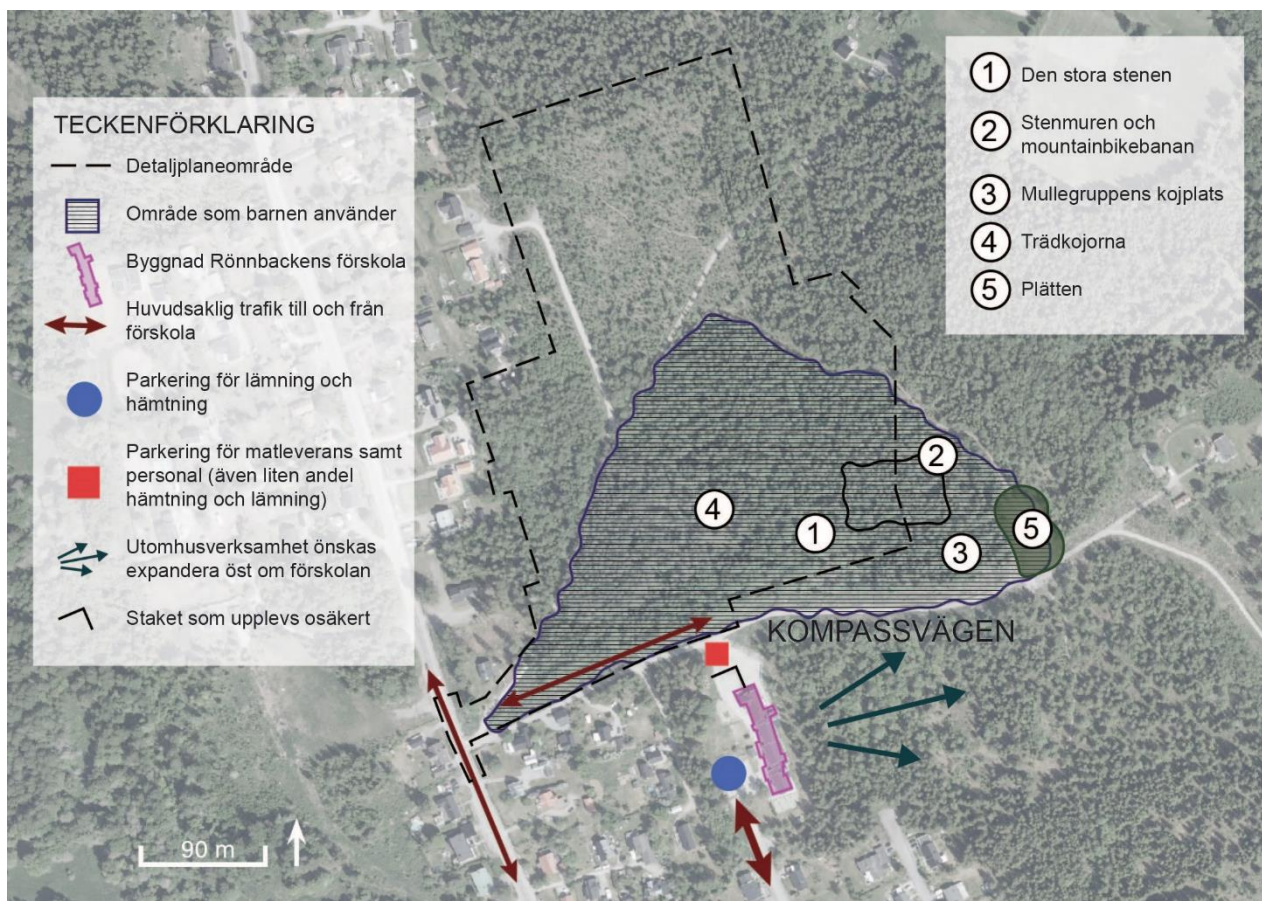 TECKENFÖRKLARING
Detaljplaneområde
Område som barnen använder
Byggnad Rönnbackens förskola
Huvudsaklig trafik till och från
förskola
Parkering för lämning och
hämtning
Parkering för matleverans samt
personal (även liten andel
hämtning och lämning)
Utomhusverksamhet önskas
expandera öst om förskolan
Staket som upplevs osäkert
1 Den stora stenen
2 Stenmuren och
mountainbikebanan
3 Mullegruppens kojplats
4 Trädkojorna
5 Plätten
2
4
1
5
3
KOMPASSVÄGEN
90 m